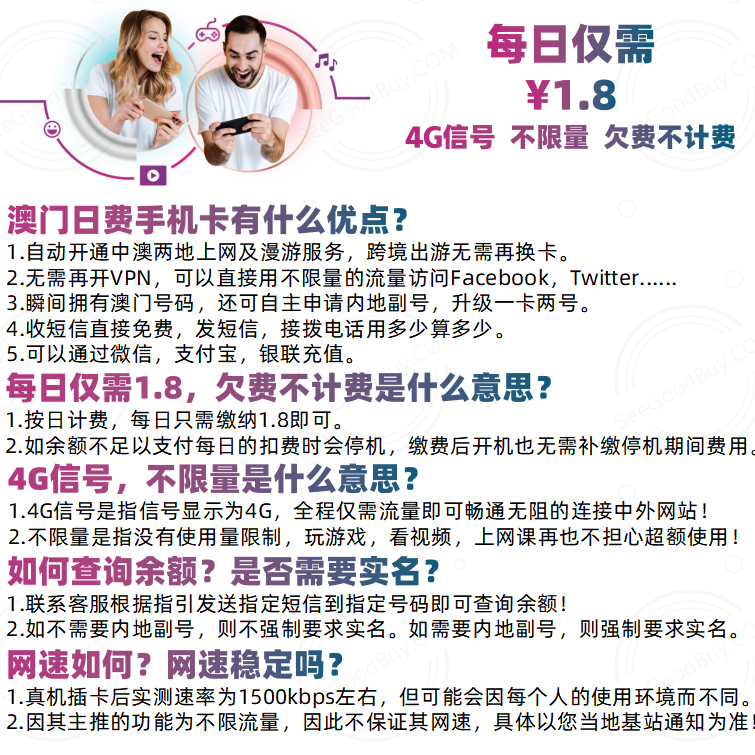 每日仅需
¥1.8
4G信号 不限量 欠费不计费
澳门日费手机卡有什么优点？
1.自动开通中澳两地上网及漫游服务，跨境出游无需再换卡。
2.无需再开VPN，可以直接用不限量的流量访问Facebook，Twitter......
3.瞬间拥有澳门号码，还可自主申请内地副号，升级一卡两号。
4.收短信直接免费，发短信，接拨电话用多少算多少。
5.可以通过微信，支付宝，银联充值。
每日仅需1.8，欠费不计费是什么意思？
1.按日计费，每日只需缴纳1.8即可。
2.如余额不足以支付每日的扣费时会停机，缴费后开机也无需补缴停机期间费用。
4G信号，不限量是什么意思？
1.4G信号是指信号显示为4G，全程仅需流量即可畅通无阻的连接中外网站！
2.不限量是指没有使用量限制，玩游戏，看视频，上网课再也不担心超额使用！
如何查询余额？是否需要实名？
1.联系客服根据指引发送指定短信到指定号码即可查询余额！
2.如不需要内地副号，则不强制要求实名。如需要内地副号，则强制要求实名。
网速如何？网速稳定吗？
1.真机插卡后实测速率为1500kbps左右，但可能会因每个人的使用环境而不同。
2.因其主推的功能为不限流量，因此不保证其网速，具体以您当地基站通知为准！
SeeGoodBuy.COM